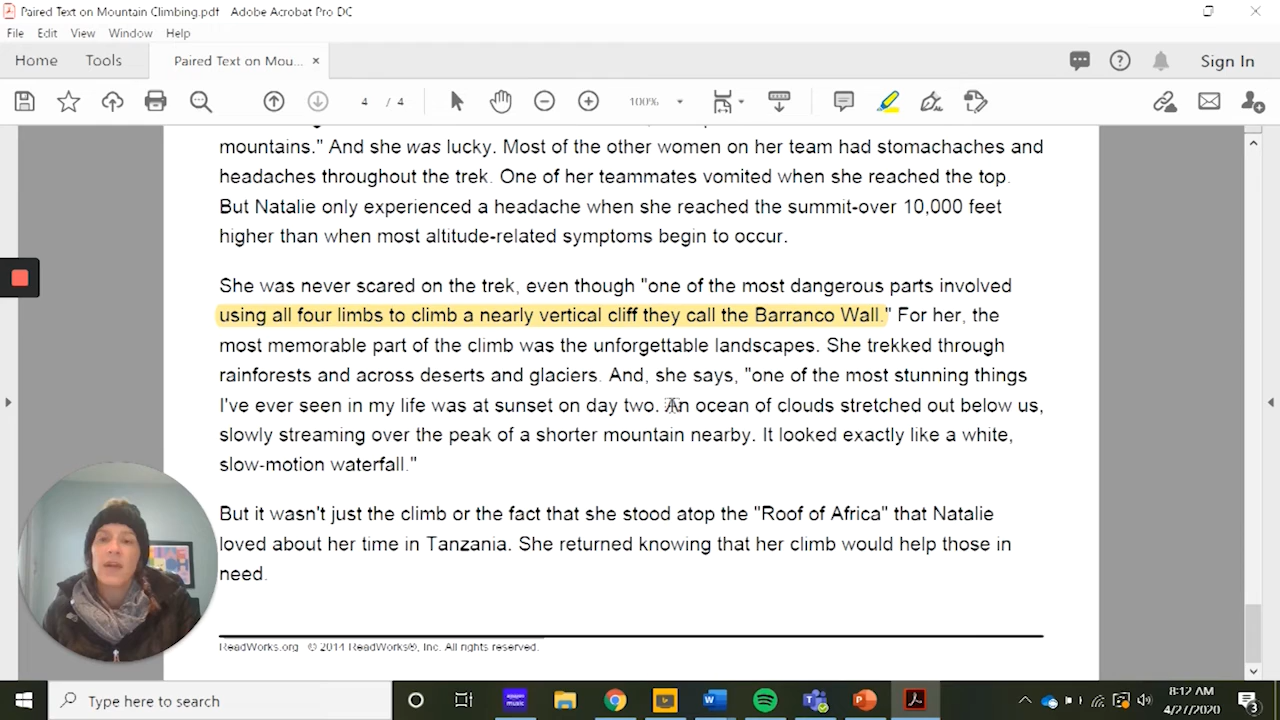 Paired Text on Mountain Climbing.pdf - Adobe Acrobat Pro DC
File Edit View Window Help
Home Tools Paired Text on Mou... × Sign In
4 / 4 100%
mountains." And she was lucky. Most of the other women on her team had stomachaches and
headaches throughout the trek. One of her teammates vomited when she reached the top.
But Natalie only experienced a headache when she reached the summit-over 10,000 feet
higher than when most altitude-related symptoms begin to occur.
She was never scared on the trek, even though "one of the most dangerous parts involved
using all four limbs to climb a nearly vertical cliff they call the Barranco Wall." For her, the
most memorable part of the climb was the unforgettable landscapes. She trekked through
rainforests and across deserts and glaciers. And, she says, "one of the most stunning things
I've ever seen in my life was at sunset on day two. An ocean of clouds stretched out below us,
slowly streaming over the peak of a shorter mountain nearby. It looked exactly like a white,
slow-motion waterfall."
But it wasn't just the climb or the fact that she stood atop the "Roof of Africa" that Natalie
loved about her time in Tanzania. She returned knowing that her climb would help those in
need.
ReadWorks.org © 2014 ReadWorks®, Inc. All rights reserved.
Type here to search
amazon music
8:12 AM
4/27/2020
3